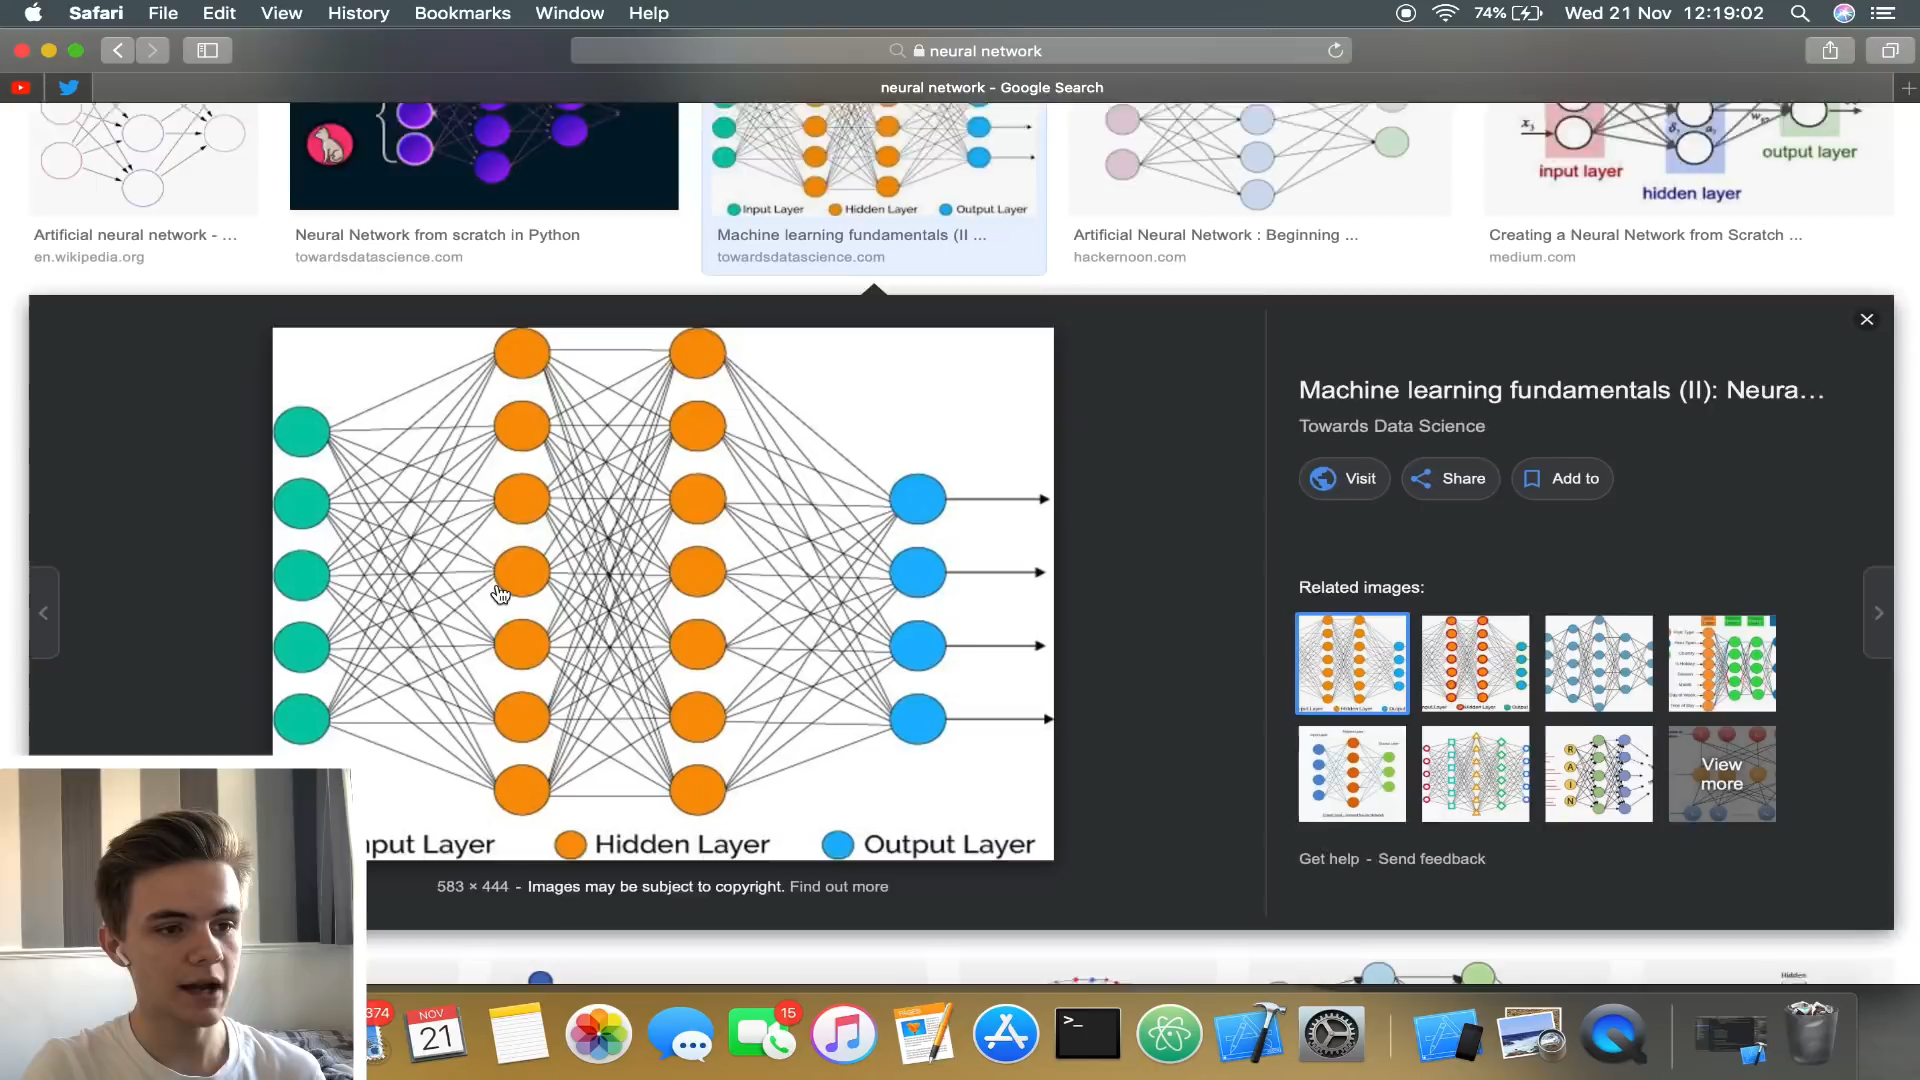 Safari File Edit View History Bookmarks Window Help 74% Wed 21 Nov 12:19:02
neural network
neural network - Google Search
Input Layer Hidden Layer Output Layer
x3
input layer
hidden layer
output layer
Artificial neural network - ...
en.wikipedia.org
Neural Network from scratch in Python
towardsdatascience.com
Machine learning fundamentals (II ...
towardsdatascience.com
Artificial Neural Network : Beginning ...
hackernoon.com
Creating a Neural Network from Scratch ...
medium.com
Machine learning fundamentals (II): Neura...
Towards Data Science
Visit Share Add to
Related images:
View
more
Get help - Send feedback
nput Layer Hidden Layer Output Layer
583 × 444 - Images may be subject to copyright. Find out more
Hidden
374
NOV
21
15
PAGES
>_